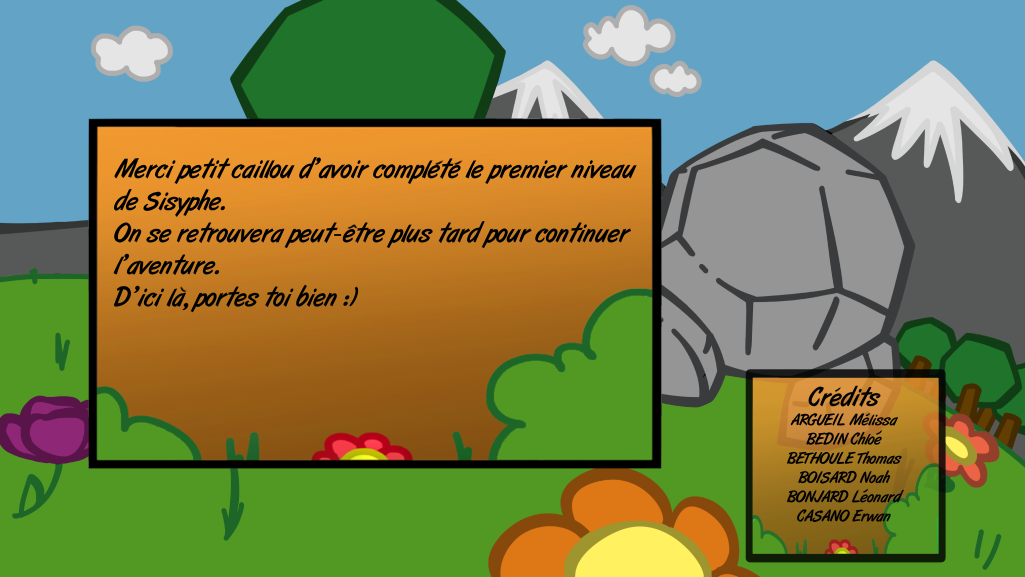 Merci petit caillou d'avoir complété le premier niveau
de Sisyphe.
On se retrouvera peut-être plus tard pour continuer
l'aventure.
D'ici là, portes toi bien :)
Crédits
ARGUEIL Mélissa
BEDIN Chloé
BETHOULE Thomas
BOISARD Noah
BONJARD Léonard
CASANO Erwan